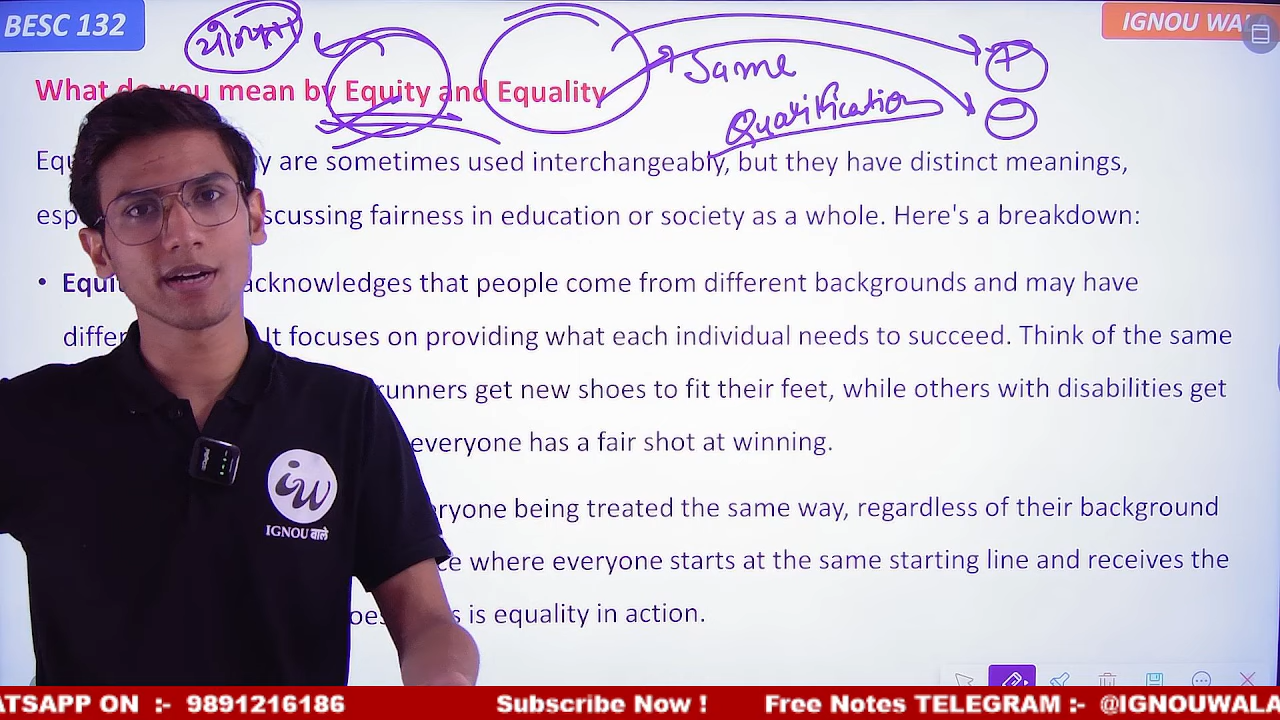 BESC 132
IGNOU WA
योग्यता
What do you mean by Equity and Equality
Same
Qualification
Equ y are sometimes used interchangeably, but they have distinct meanings,
esp scussing fairness in education or society as a whole. Here's a breakdown:
• Equi acknowledges that people come from different backgrounds and may have
differ It focuses on providing what each individual needs to succeed. Think of the same
runners get new shoes to fit their feet, while others with disabilities get
everyone has a fair shot at winning.
eryone being treated the same way, regardless of their background
ce where everyone starts at the same starting line and receives the
oes s is equality in action.
iw
IGNOU वाले
ATSAPP ON :- 9891216186 Subscribe Now ! Free Notes TELEGRAM :- @IGNOUWALA